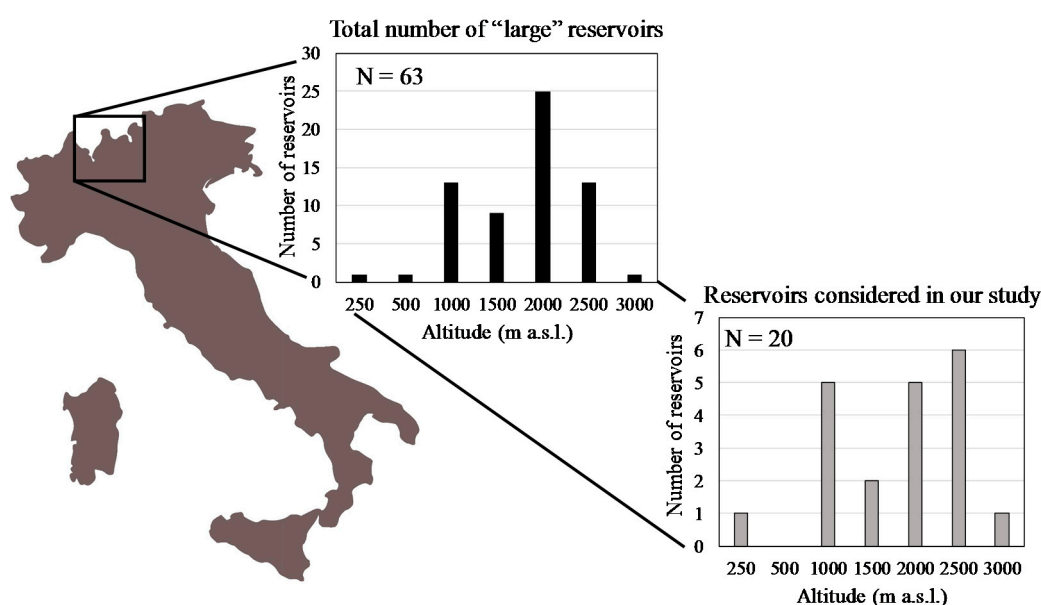 Total number of “large” reservoirs
N = 63
Number of reservoirs
30
25
20
15
10
5
0
250 500 1000 1500 2000 2500 3000
Altitude (m a.s.l.)
Reservoirs considered in our study
N = 20
Number of reservoirs
7
6
5
4
3
2
1
0
250 500 1000 1500 2000 2500 3000
Altitude (m a.s.l.)